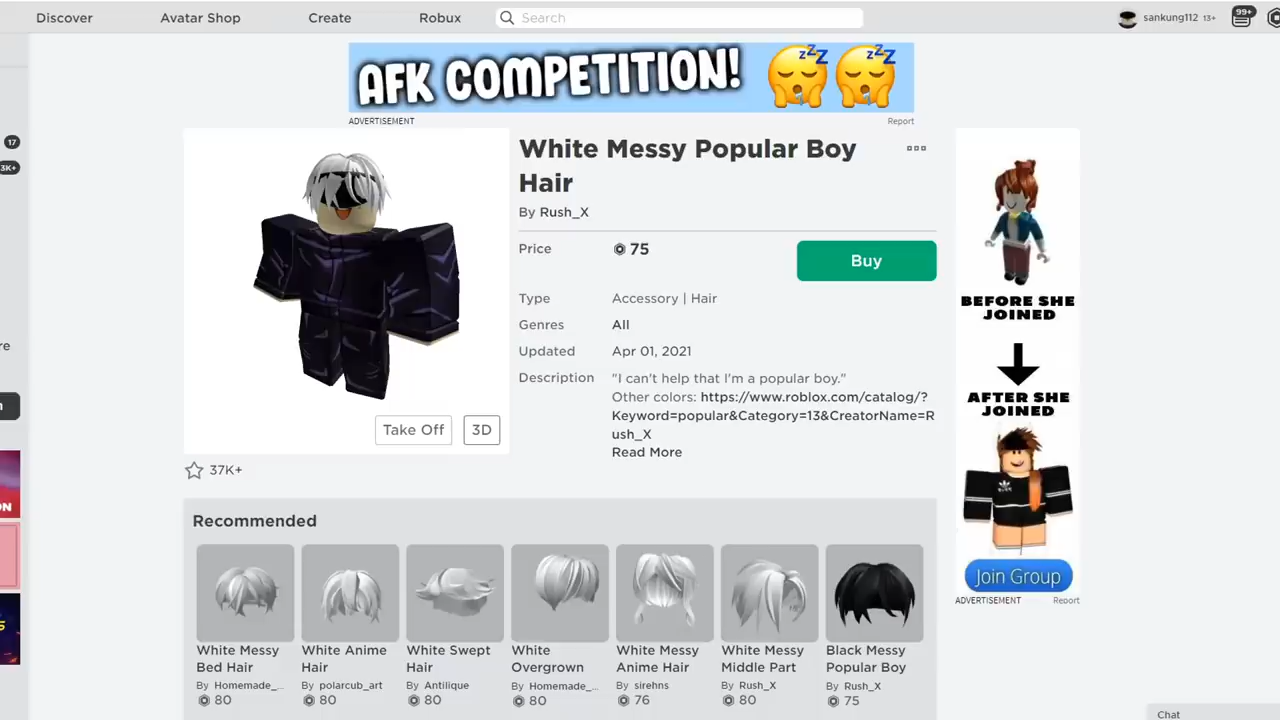 Discover
Avatar Shop
Create
Robux
Search
sankung112 13+
99+
AFK COMPETITION!
zzZ
zzZ
ADVERTISEMENT
Report
17
3K+
White Messy Popular Boy
Hair
By Rush_X
Price
75
Buy
Type
Accessory | Hair
Genres
All
Updated
Apr 01, 2021
Description
"I can't help that I'm a popular boy."
Other colors: https://www.roblox.com/catalog/?
Keyword=popular&Category=13&CreatorName=R
ush_X
Read More
Take Off
3D
37K+
BEFORE SHE
JOINED
AFTER SHE
JOINED
Join Group
ADVERTISEMENT
Report
Recommended
White Messy
Bed Hair
By Homemade_...
80
White Anime
Hair
By polarcub_art
80
White Swept
Hair
By Antilique
80
White
Overgrown
By Homemade_...
80
White Messy
Anime Hair
By sirehns
76
White Messy
Middle Part
By Rush_X
80
Black Messy
Popular Boy
By Rush_X
75
Chat